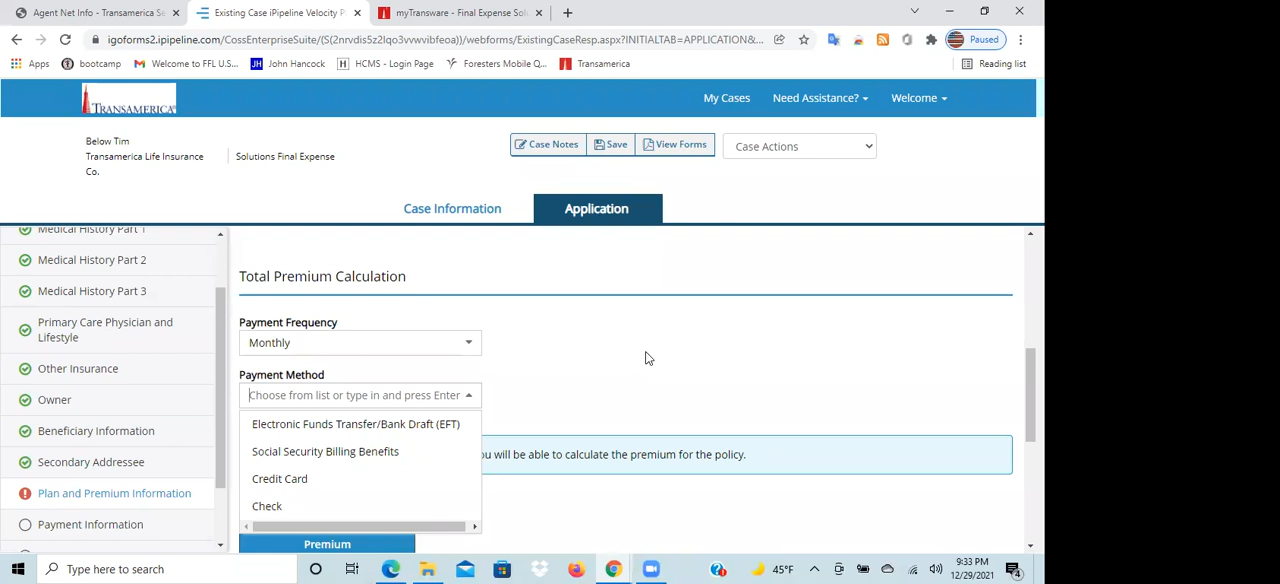 Agent Net Info - Transamerica Si
Existing Case iPipeline Velocity P
myTransware - Final Expense Solu
igoforms2.ipipeline.com/CossEnterpriseSuite/(S(2nrvdis5z2lqo3vvwvibfeoa))/webforms/ExistingCaseResp.aspx?INITIALTAB=APPLICATION&...
Paused
Apps
bootcamp
Welcome to FFL U.S...
JH John Hancock
H HCMS - Login Page
Foresters Mobile Q...
Transamerica
Reading list
TRANSAMERICA®
My Cases
Need Assistance?
Welcome
Below Tim
Transamerica Life Insurance Co.
Solutions Final Expense
Case Notes
Save
View Forms
Case Actions
Case Information
Application
Medical History Part 1
Medical History Part 2
Medical History Part 3
Primary Care Physician and
Lifestyle
Other Insurance
Owner
Beneficiary Information
Secondary Addressee
Plan and Premium Information
Payment Information
Total Premium Calculation
Payment Frequency
Monthly
Payment Method
Choose from list or type in and press Enter
Electronic Funds Transfer/Bank Draft (EFT)
Social Security Billing Benefits
Credit Card
Check
ou will be able to calculate the premium for the policy.
Premium
Type here to search
45°F
9:33 PM
12/29/2021
4